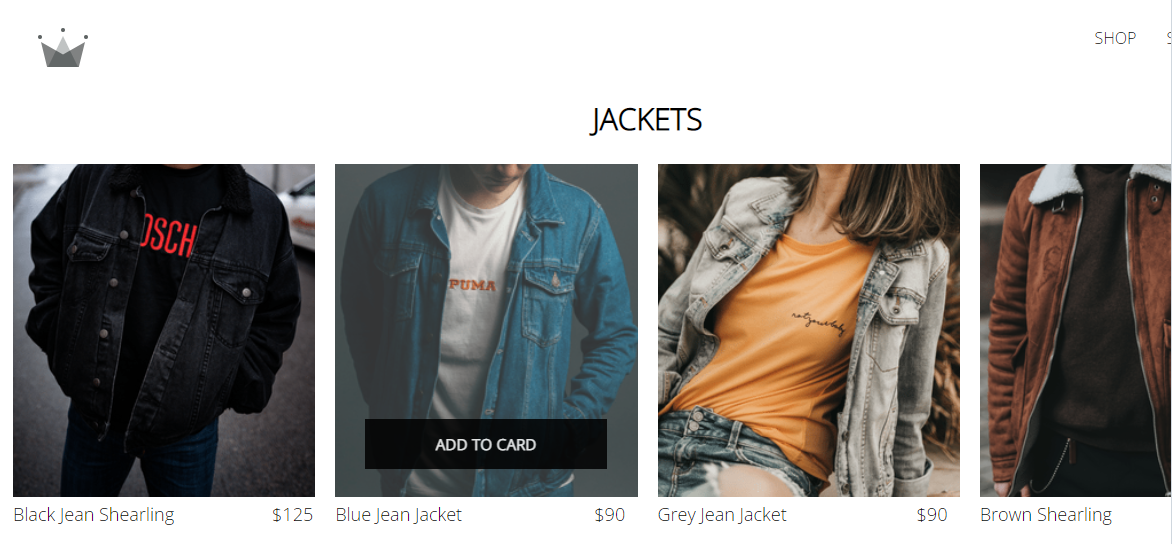 SHOP
JACKETS
OSCH
PUMA
notyourbaby
ADD TO CARD
Black Jean Shearling $125
Blue Jean Jacket $90
Grey Jean Jacket $90
Brown Shearling